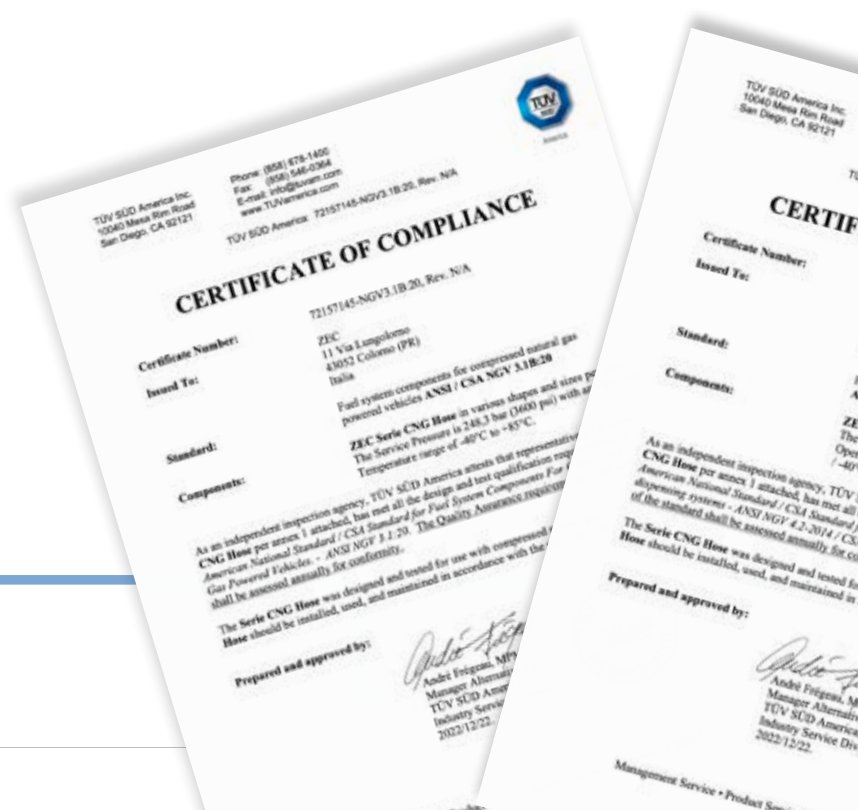 TÜV SÜD America Inc.
10040 Mesa Rim Road
San Diego, CA 92121
Phone: (858) 678-1400
Fax: (858) 546-0364
E-mail: info@tuvam.com
www.TUVamerica.com
TÜV
SÜD
America
TÜV SÜD America: 72157145-NGV3.1B:20, Rev. N/A
CERTIFICATE OF COMPLIANCE
Certificate Number:
72157145-NGV3.1B:20, Rev. N/A
Issued To:
ZEC
11 Via Lungolorno
43052 Colorno (PR)
Italia
Standard:
Fuel system components for compressed natural gas
powered vehicles ANSI / CSA NGV 3.1B:20
Components:
ZEC Serie CNG Hose in various shapes and sizes
The Service Pressure is 248,3 bar (3600 psi) with
Temperature range of -40°C to +85°C.
As an independent inspection agency, TÜV SÜD America attests that representative
CNG Hose per annex 1 attached, has met all the design and test qualification
American National Standard / CSA Standard for Fuel System Components For
Gas Powered Vehicles. - ANSI NGV 3.1:20. The Quality Assurance
shall be assessed annually for conformity.
The Serie CNG Hose was designed and tested for use with compressed
Hose should be installed, used, and maintained in accordance with the
Prepared and approved by:
André Frégeau,
Manager
TÜV SÜD
Industry
2022/12/22
TÜV SÜD America Inc.
10040 Mesa Rim Road
San Diego, CA 92121
CERTIF
Certificate Number:
Issued To:
Standard:
Components:
As an independent inspection agency, TÜV
CNG Hose per annex 1 attached, has met all
American National Standard / CSA Standard
dispensing systems - ANSI NGV 4.2-2014 /
of the standard shall be assessed annually for
The Serie CNG Hose was designed and tested
Hose should be installed, used, and maintained in
Prepared and approved by:
André Frégeau,
Manager
TÜV SÜD America
Industry Service
2022/12/22
Management Service • Product